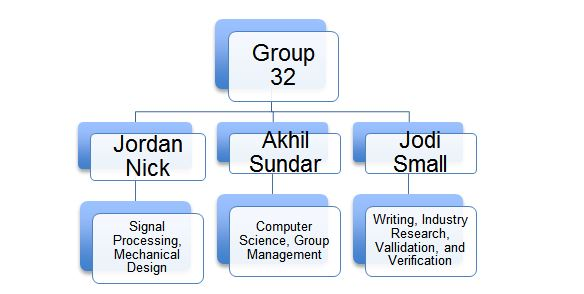 Group
32
Jordan
Nick
Akhil
Sundar
Jodi
Small
Signal
Processing,
Mechanical
Design
Computer
Science, Group
Management
Writing, Industry
Research,
Vallidation, and
Verification